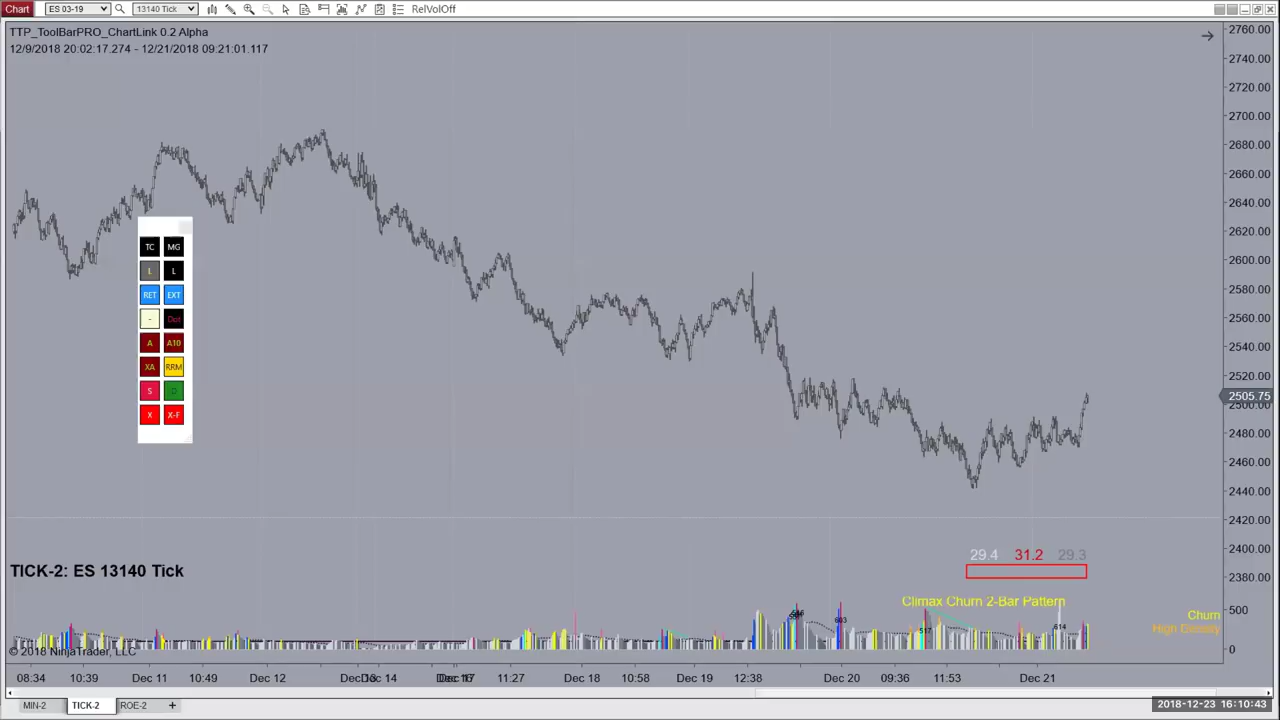 Chart ES 03-19 13140 Tick RelVolOff
TTP_ToolBarPRO_ChartLink 0.2 Alpha
12/9/2018 20:02:17.274 - 12/21/2018 09:21:01.117
2760.00
2740.00
2720.00
2700.00
2680.00
2660.00
2640.00
2620.00
2600.00
2580.00
2560.00
2540.00
2520.00
2505.75
2500.00
2480.00
2460.00
2440.00
2420.00
2400.00
2380.00
TC MG
L L
RET EXT
- Dot
A A10
XA RRM
S
X X-F
29.4 31.2 29.3
TICK-2: ES 13140 Tick
Climax Churn 2-Bar Pattern
500
Churn
High Density
603
517
614
0
© 2018 NinjaTrader, LLC
08:34 10:39 Dec 11 10:49 Dec 12 Dec 14 11:27 Dec 18 10:58 Dec 19 12:38 Dec 20 09:36 11:53 Dec 21
MIN-2 TICK-2 ROE-2 +
2018-12-23 16:10:43